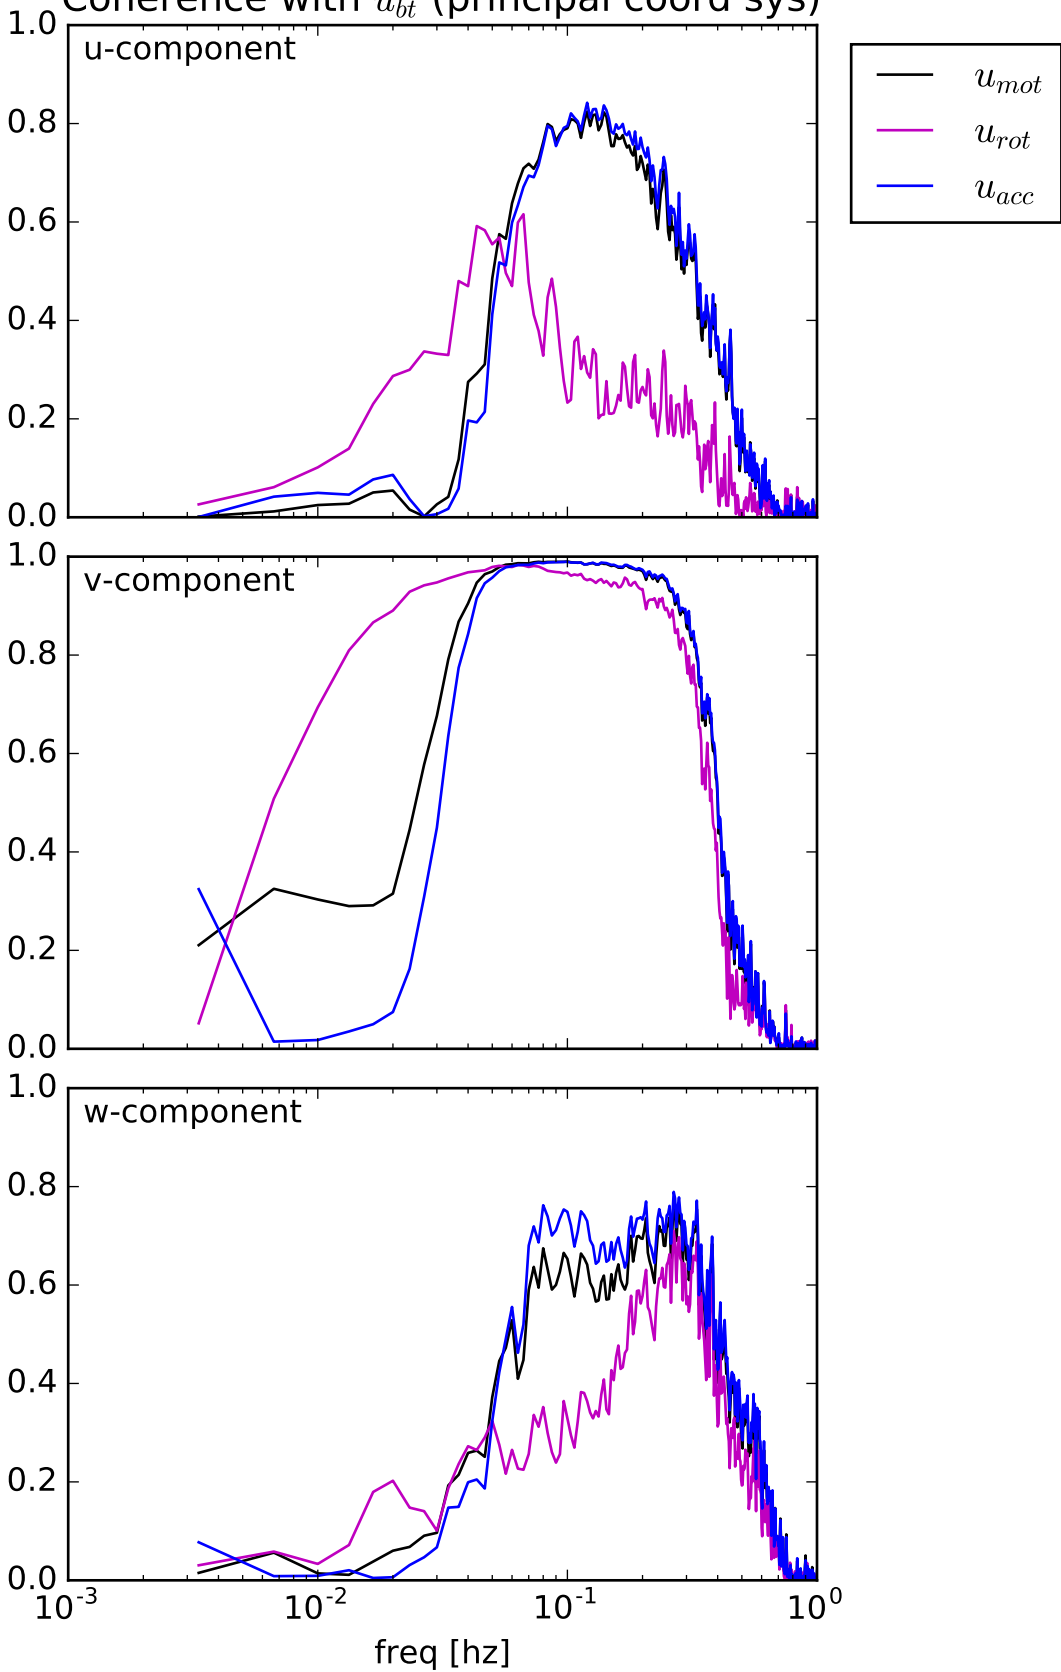 Coherence with u_bt (principal coord sys)
1.0
u-component
0.8
0.6
0.4
0.2
0.0
u_mot
u_rot
u_acc
1.0
v-component
0.8
0.6
0.4
0.2
0.0
1.0
w-component
0.8
0.6
0.4
0.2
0.0
10^-3 10^-2 10^-1 10^0
freq [hz]